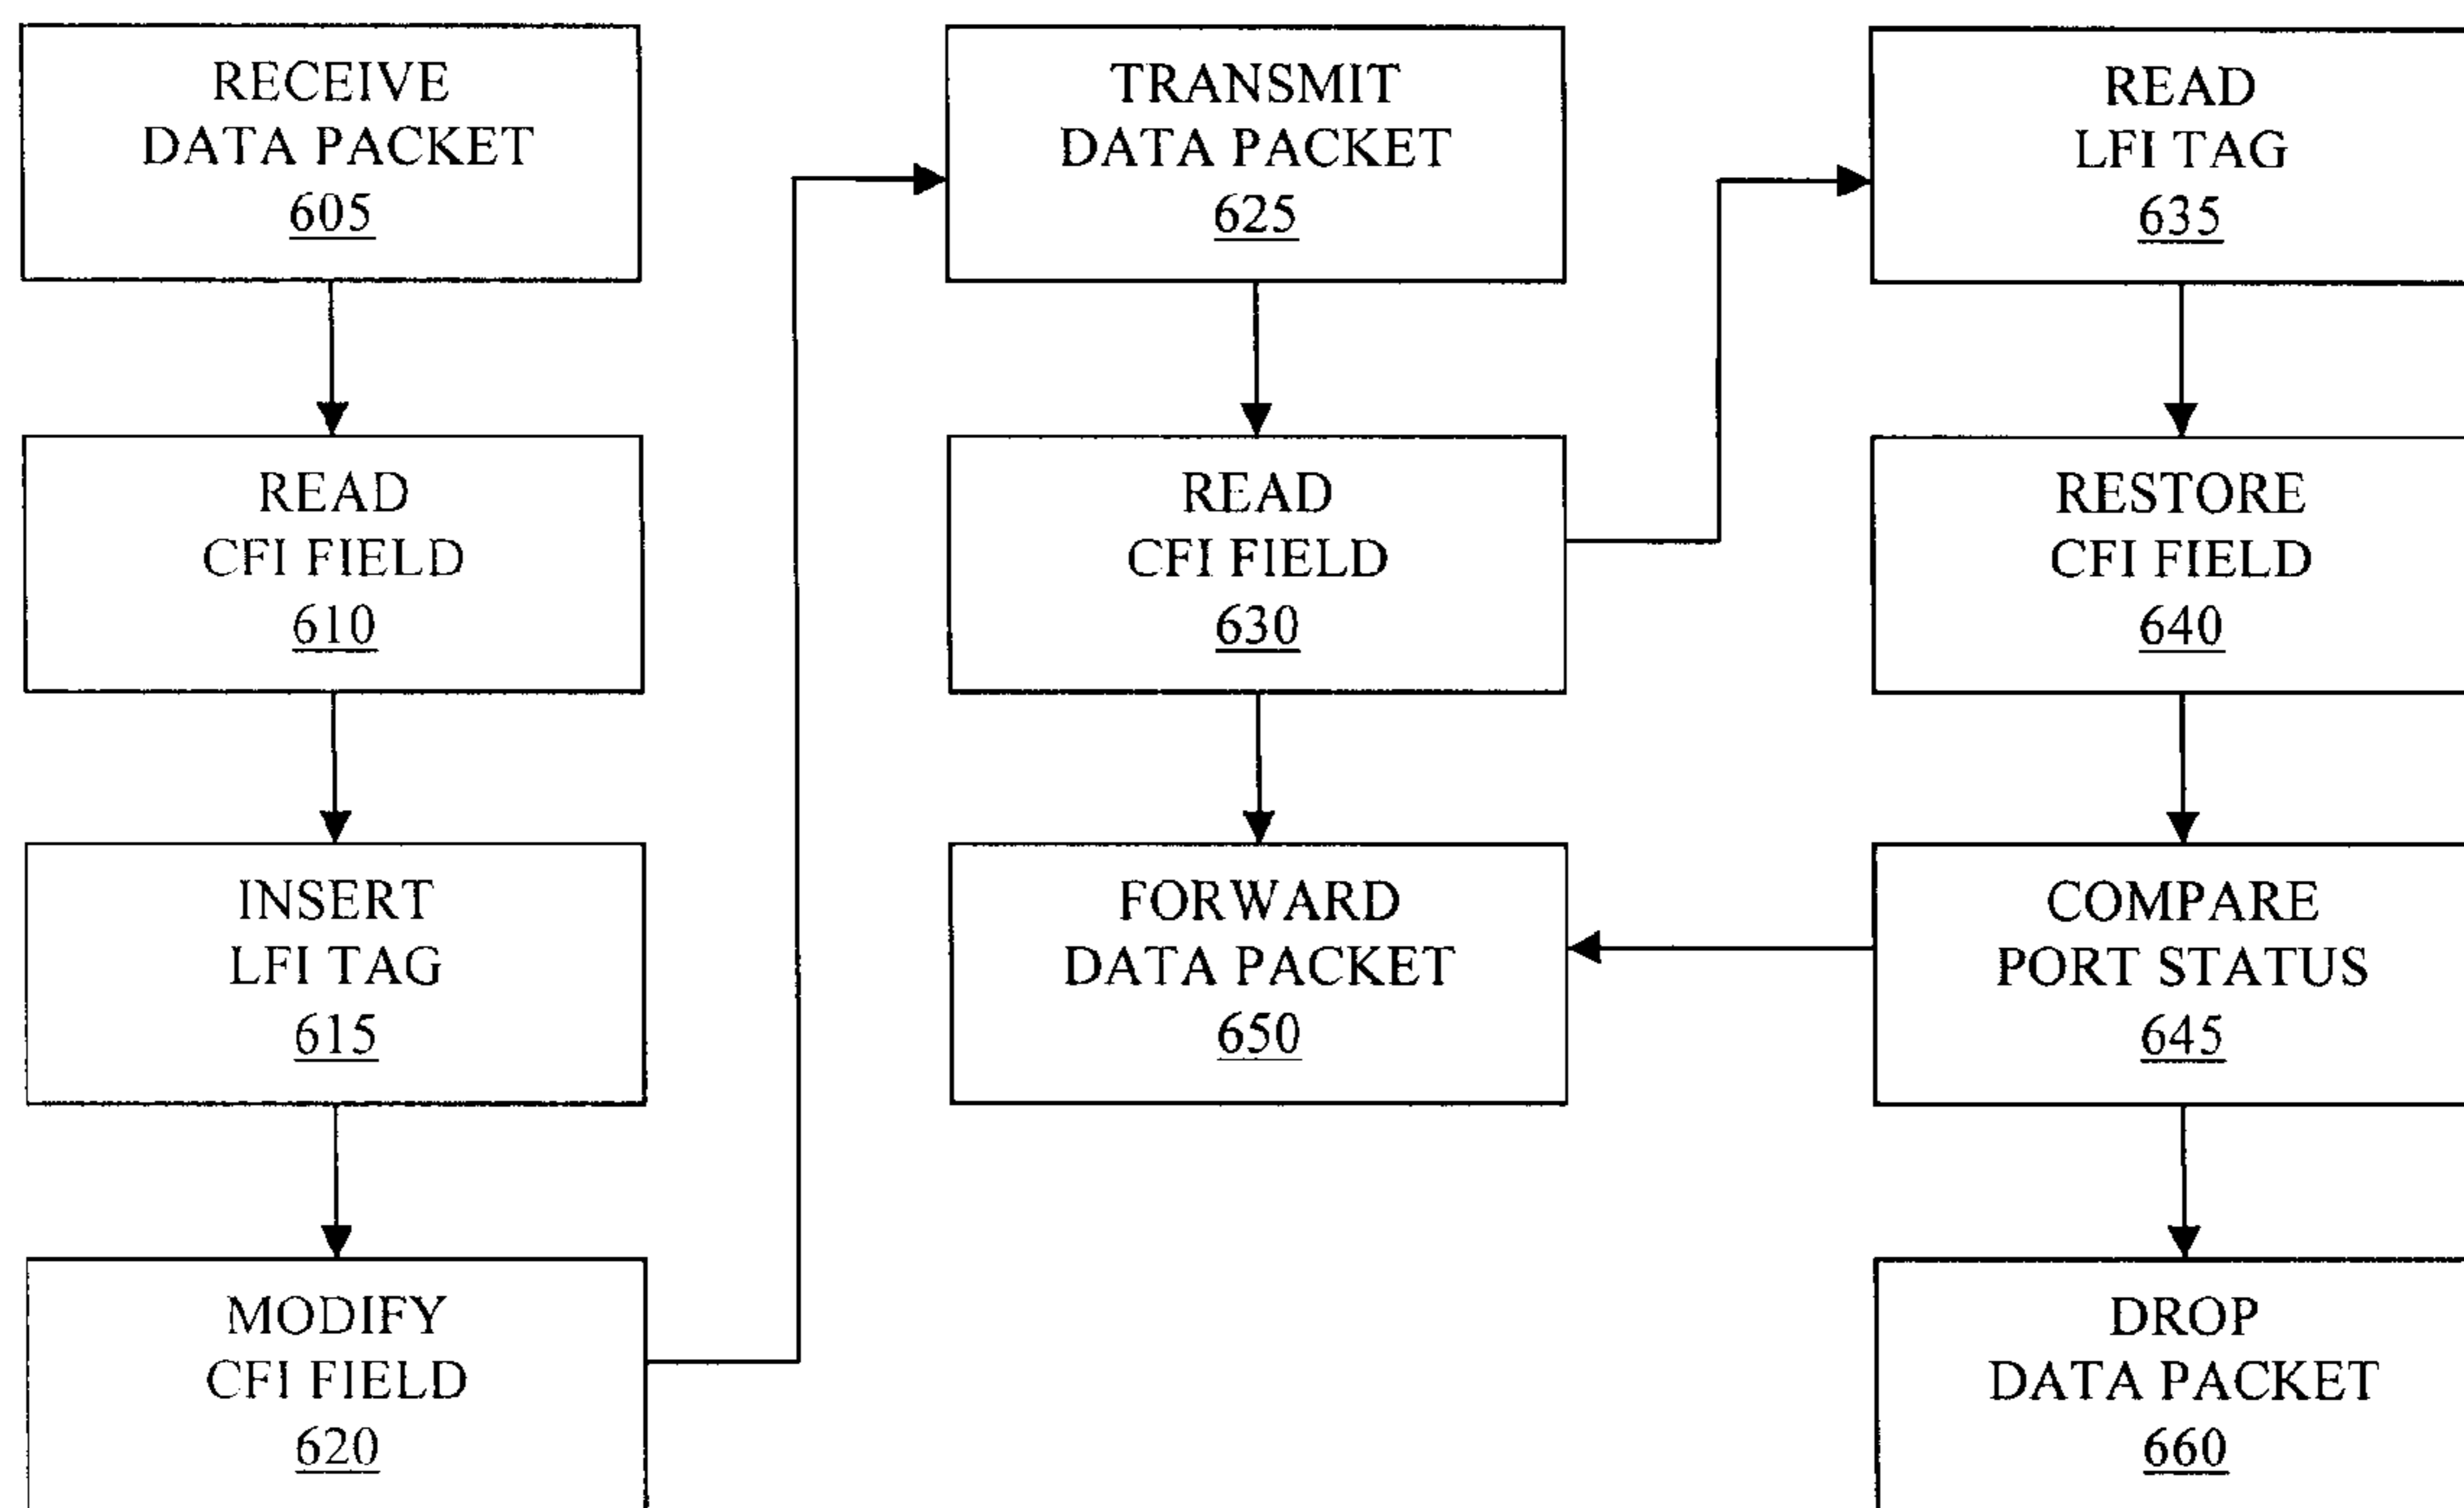 RECEIVE
DATA PACKET
605
READ
CFI FIELD
610
INSERT
LFI TAG
615
MODIFY
CFI FIELD
620
TRANSMIT
DATA PACKET
625
READ
CFI FIELD
630
FORWARD
DATA PACKET
650
READ
LFI TAG
635
RESTORE
CFI FIELD
640
COMPARE
PORT STATUS
645
DROP
DATA PACKET
660